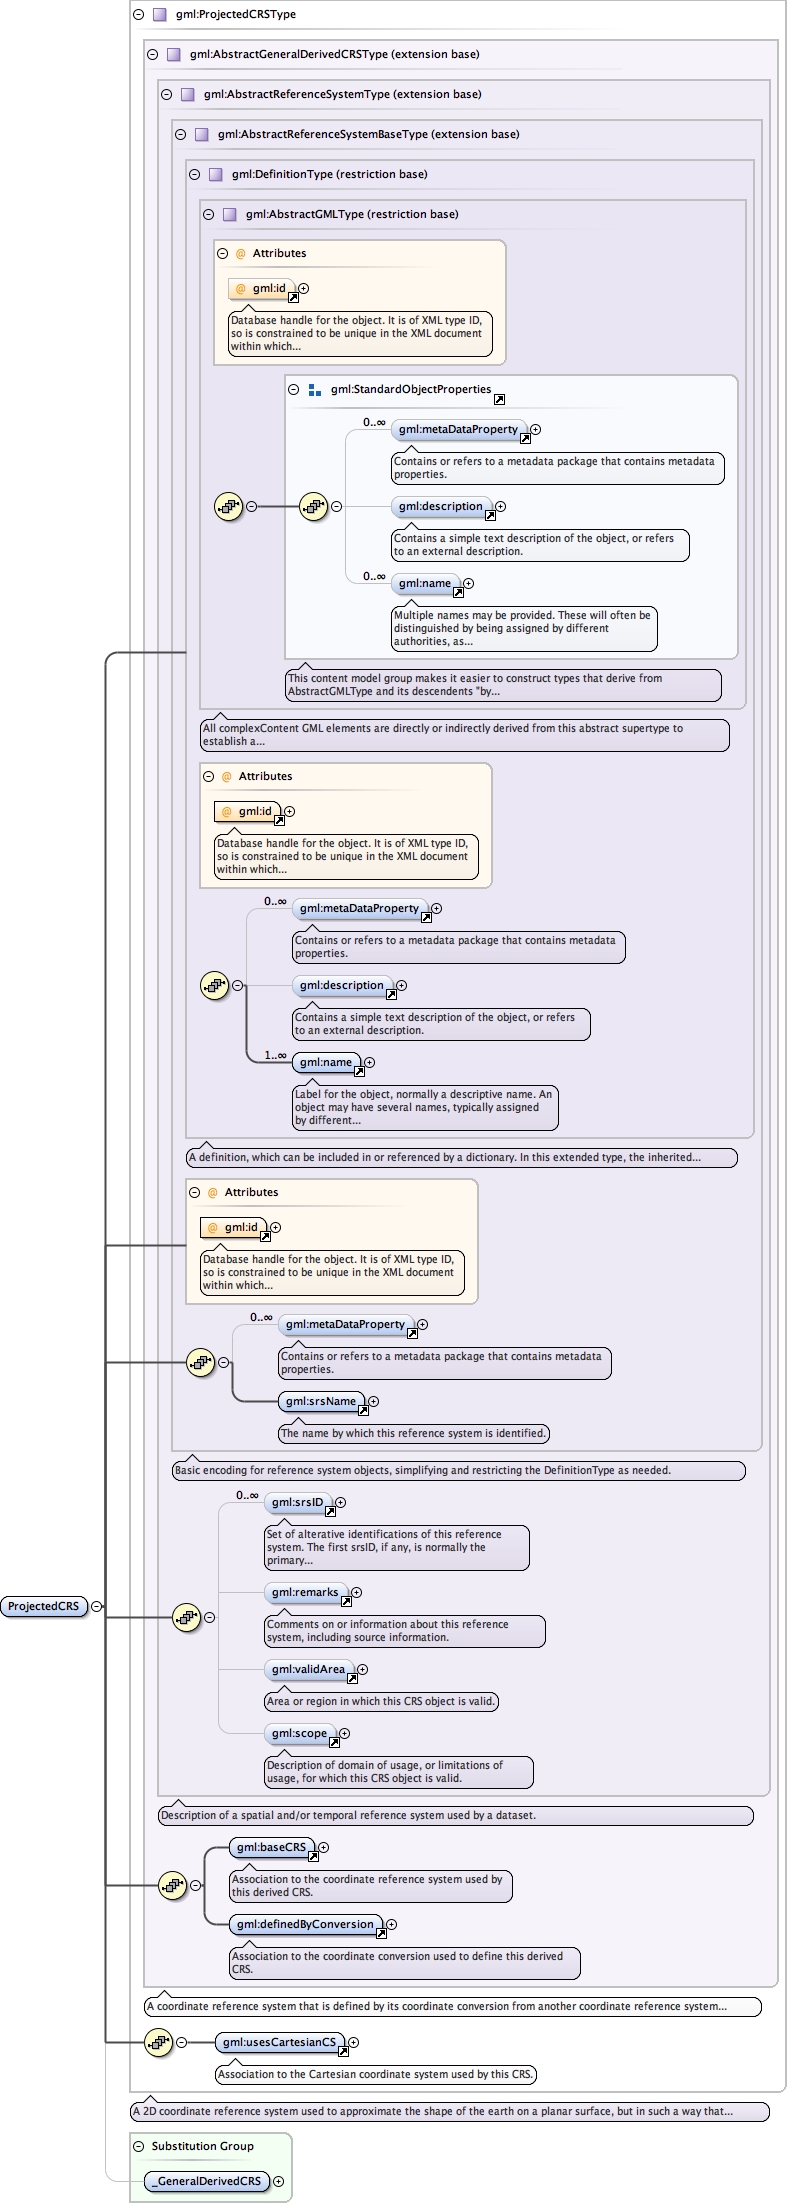 gml:ProjectedCRSType
gml:AbstractGeneralDerivedCRSType (extension base)
gml:AbstractReferenceSystemType (extension base)
gml:AbstractReferenceSystemBaseType (extension base)
gml:DefinitionType (restriction base)
gml:AbstractGMLType (restriction base)
@ Attributes
@ gml:id
Database handle for the object. It is of XML type ID,
so is constrained to be unique in the XML document
within which...
gml:StandardObjectProperties
0..∞
gml:metaDataProperty
Contains or refers to a metadata package that contains metadata
properties.
gml:description
Contains a simple text description of the object, or refers
to an external description.
0..∞
gml:name
Multiple names may be provided. These will often be
distinguished by being assigned by different
authorities, as...
This content model group makes it easier to construct types that derive from
AbstractGMLType and its descendents "by...
All complexContent GML elements are directly or indirectly derived from this abstract supertype to
establish a...
@ Attributes
@ gml:id
Database handle for the object. It is of XML type ID,
so is constrained to be unique in the XML document
within which...
0..∞
gml:metaDataProperty
Contains or refers to a metadata package that contains metadata
properties.
gml:description
Contains a simple text description of the object, or refers
to an external description.
1..∞
gml:name
Label for the object, normally a descriptive name. An
object may have several names, typically assigned
by different...
A definition, which can be included in or referenced by a dictionary. In this extended type, the inherited...
@ Attributes
@ gml:id
Database handle for the object. It is of XML type ID,
so is constrained to be unique in the XML document
within which...
0..∞
gml:metaDataProperty
Contains or refers to a metadata package that contains metadata
properties.
gml:srsName
The name by which this reference system is identified.
Basic encoding for reference system objects, simplifying and restricting the DefinitionType as needed.
0..∞
gml:srsID
Set of alterative identifications of this reference
system. The first srsID, if any, is normally the
primary...
gml:remarks
Comments on or information about this reference
system, including source information.
ProjectedCRS
gml:validArea
Area or region in which this CRS object is valid.
gml:scope
Description of domain of usage, or limitations of
usage, for which this CRS object is valid.
Description of a spatial and/or temporal reference system used by a dataset.
gml:baseCRS
Association to the coordinate reference system used by
this derived CRS.
gml:definedByConversion
Association to the coordinate conversion used to define this derived
CRS.
A coordinate reference system that is defined by its coordinate conversion from another coordinate reference system...
gml:usesCartesianCS
Association to the Cartesian coordinate system used by this CRS.
A 2D coordinate reference system used to approximate the shape of the earth on a planar surface, but in such a way that...
Substitution Group
_GeneralDerivedCRS